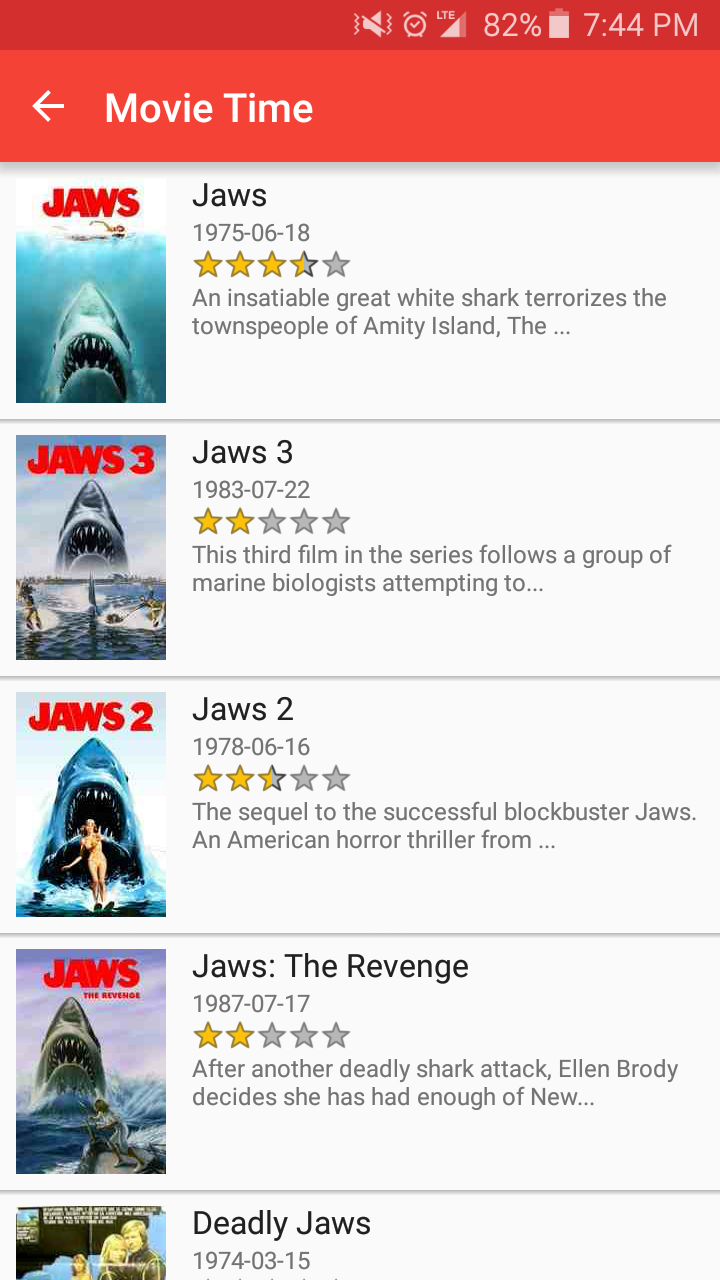 LTE 82% 7:44 PM
Movie Time
JAWS
Jaws
1975-06-18
An insatiable great white shark terrorizes the
townspeople of Amity Island, The ...
JAWS 3
Jaws 3
1983-07-22
This third film in the series follows a group of
marine biologists attempting to...
JAWS 2
Jaws 2
1978-06-16
The sequel to the successful blockbuster Jaws.
An American horror thriller from ...
JAWS
THE REVENGE
Jaws: The Revenge
1987-07-17
After another deadly shark attack, Ellen Brody
decides she has had enough of New...
Deadly Jaws
1974-03-15